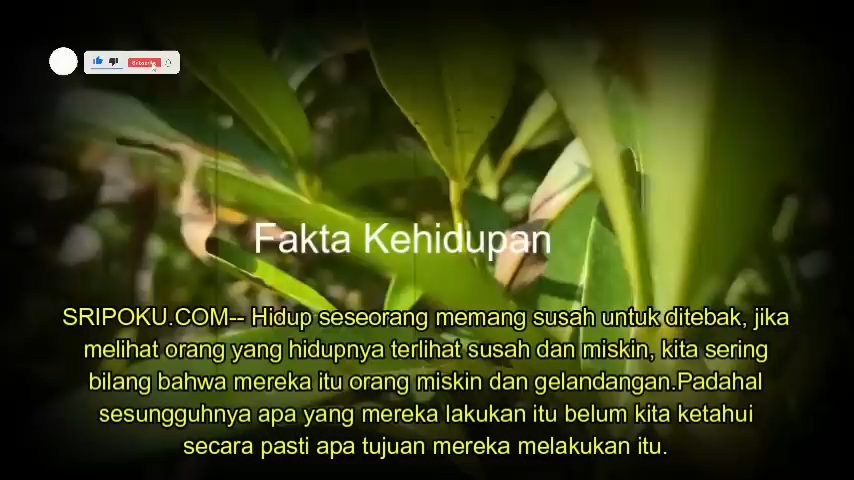 Subscribe
Fakta Kehidupan
SRIPOKU.COM-- Hidup seseorang memang susah untuk ditebak, jika
melihat orang yang hidupnya terlihat susah dan miskin, kita sering
bilang bahwa mereka itu orang miskin dan gelandangan.Padahal
sesungguhnya apa yang mereka lakukan itu belum kita ketahui
secara pasti apa tujuan mereka melakukan itu.